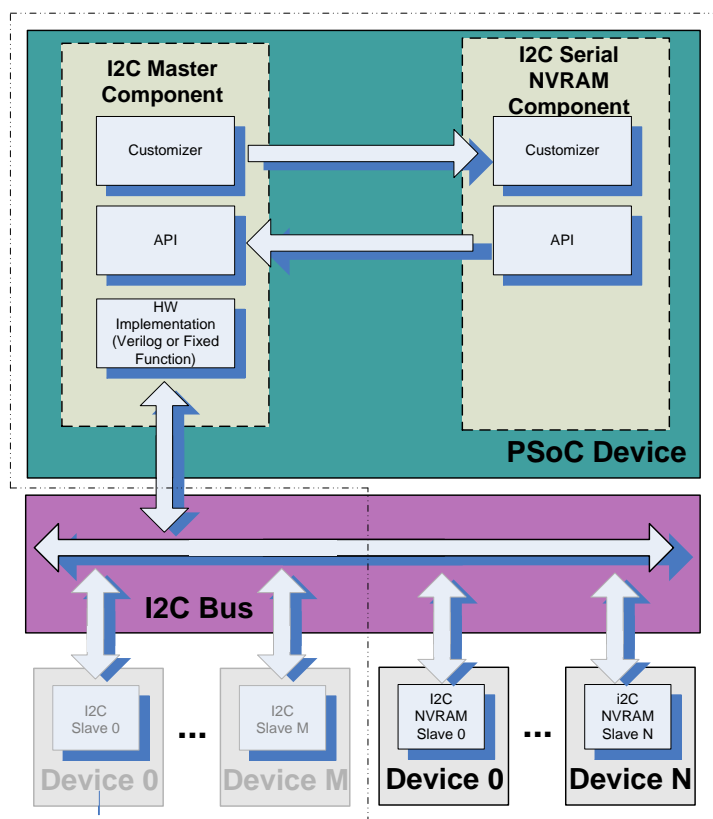 I2C Master
Component
I2C Serial
NVRAM
Component
Customizer
Customizer
API
API
HW
Implementation
(Verilog or Fixed
Function)
PSoC Device
I2C Bus
I2C
Slave 0
...
I2C
Slave M
I2C
NVRAM
Slave 0
...
i2C
NVRAM
Slave N
Device 0
Device M
Device 0
Device N